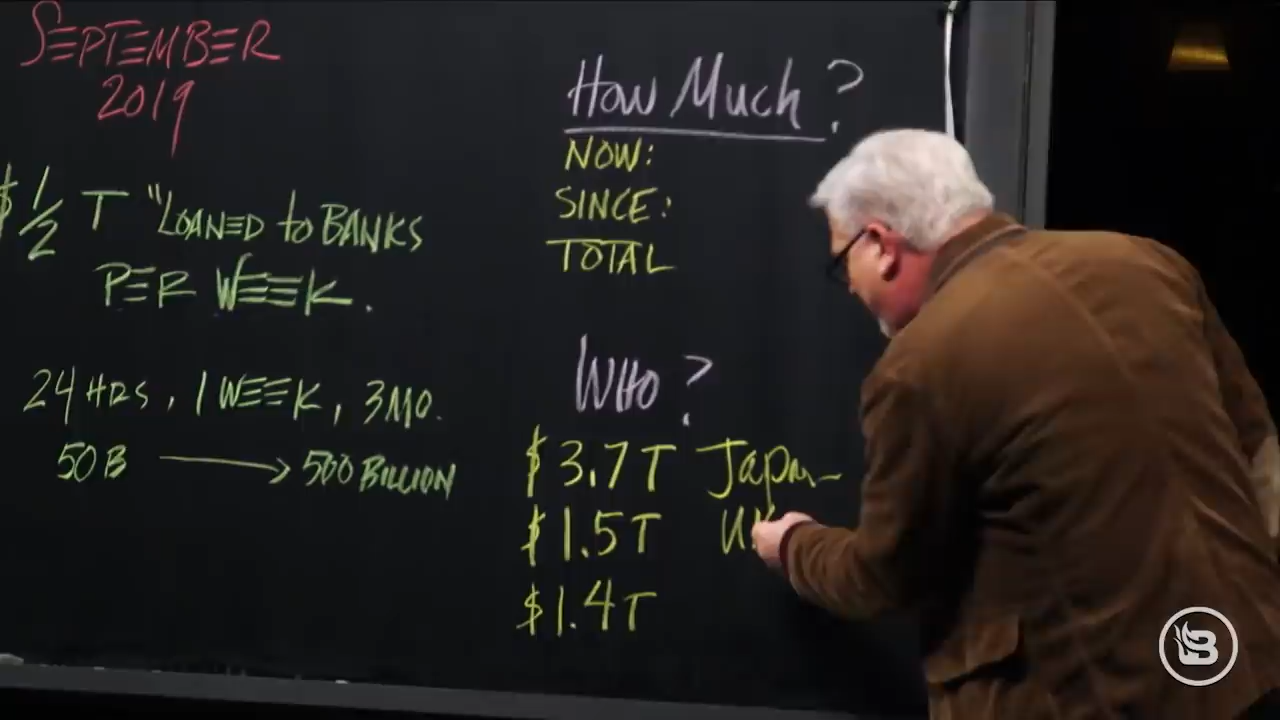 SEPTEMBER
2019
$ 1/2 T "LOANED to BANKS
PER WEEK.
24 HRS, 1 WEEK, 3 MO.
50 B → 500 BILLION
How Much?
NOW:
SINCE:
TOTAL
WHO?
$3.7 T Japan
$1.5 T UK
$1.4 T
B